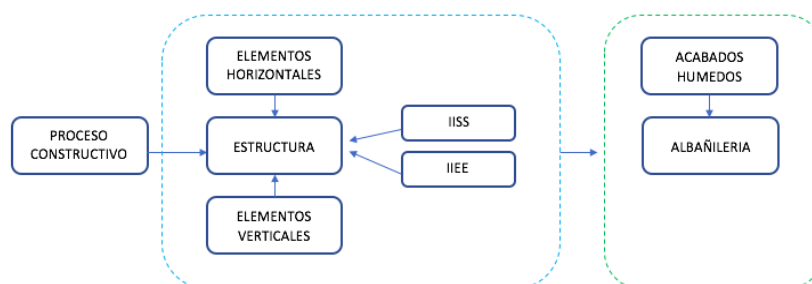 PROCESO
CONSTRUCTIVO
ELEMENTOS
HORIZONTALES
ESTRUCTURA
ELEMENTOS
VERTICALES
IISS
IIEE
ACABADOS
HUMEDOS
ALBAÑILERIA